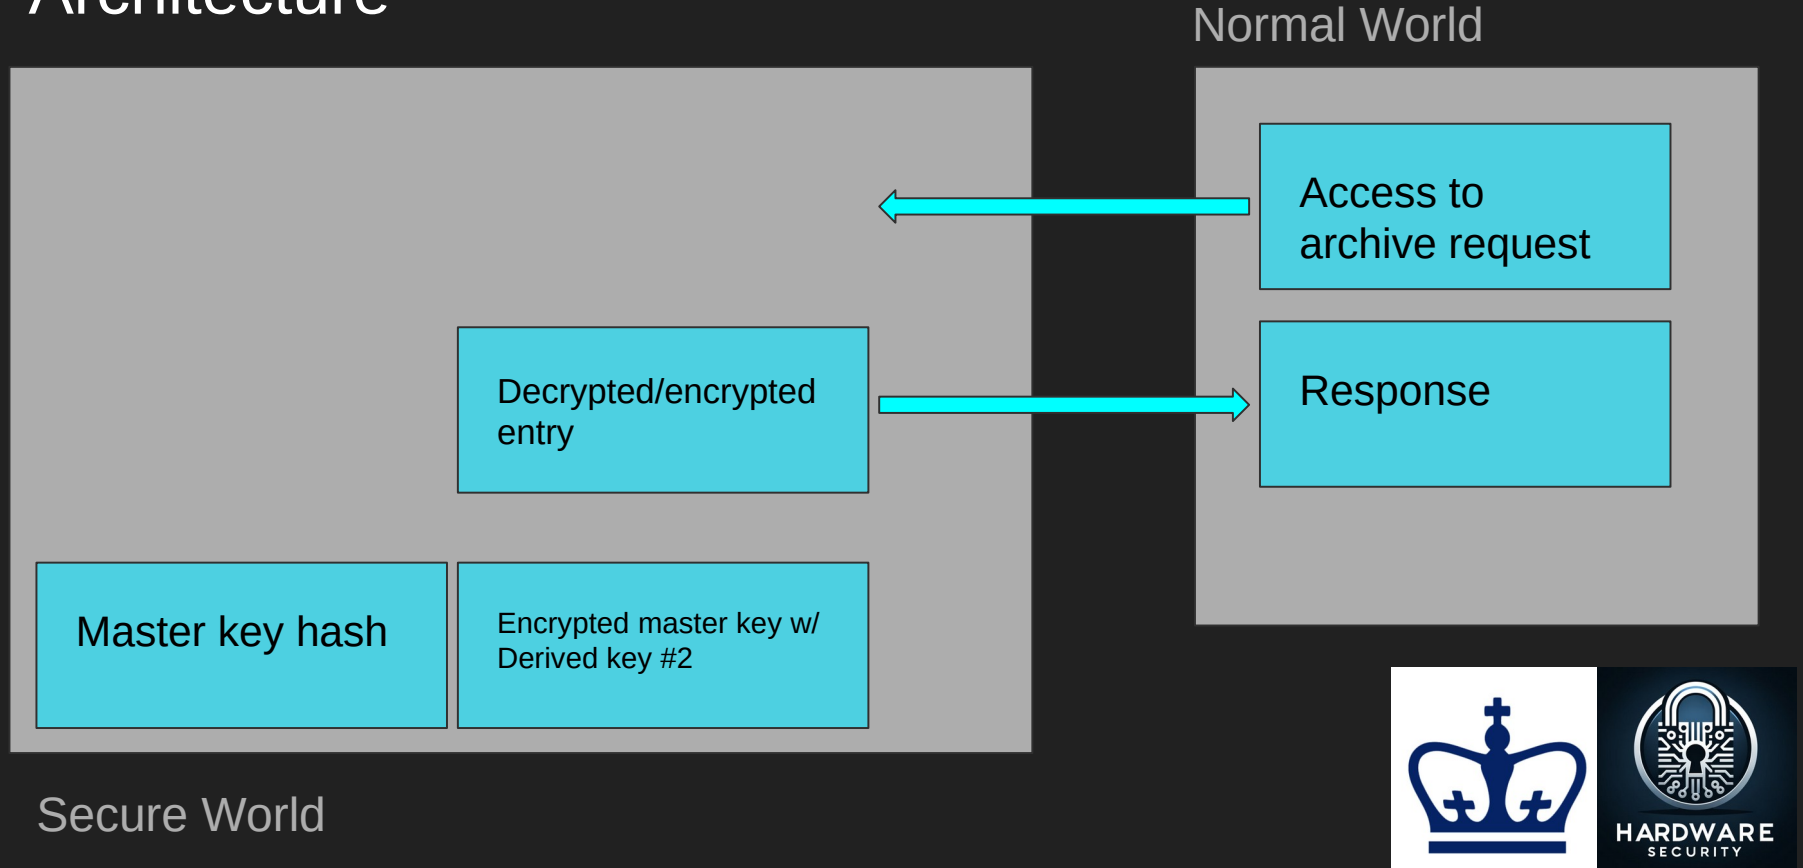 Architecture
Normal World
Access to
archive request
Decrypted/encrypted
entry
Response
Master key hash
Encrypted master key w/
Derived key #2
Secure World
HARDWARE
SECURITY